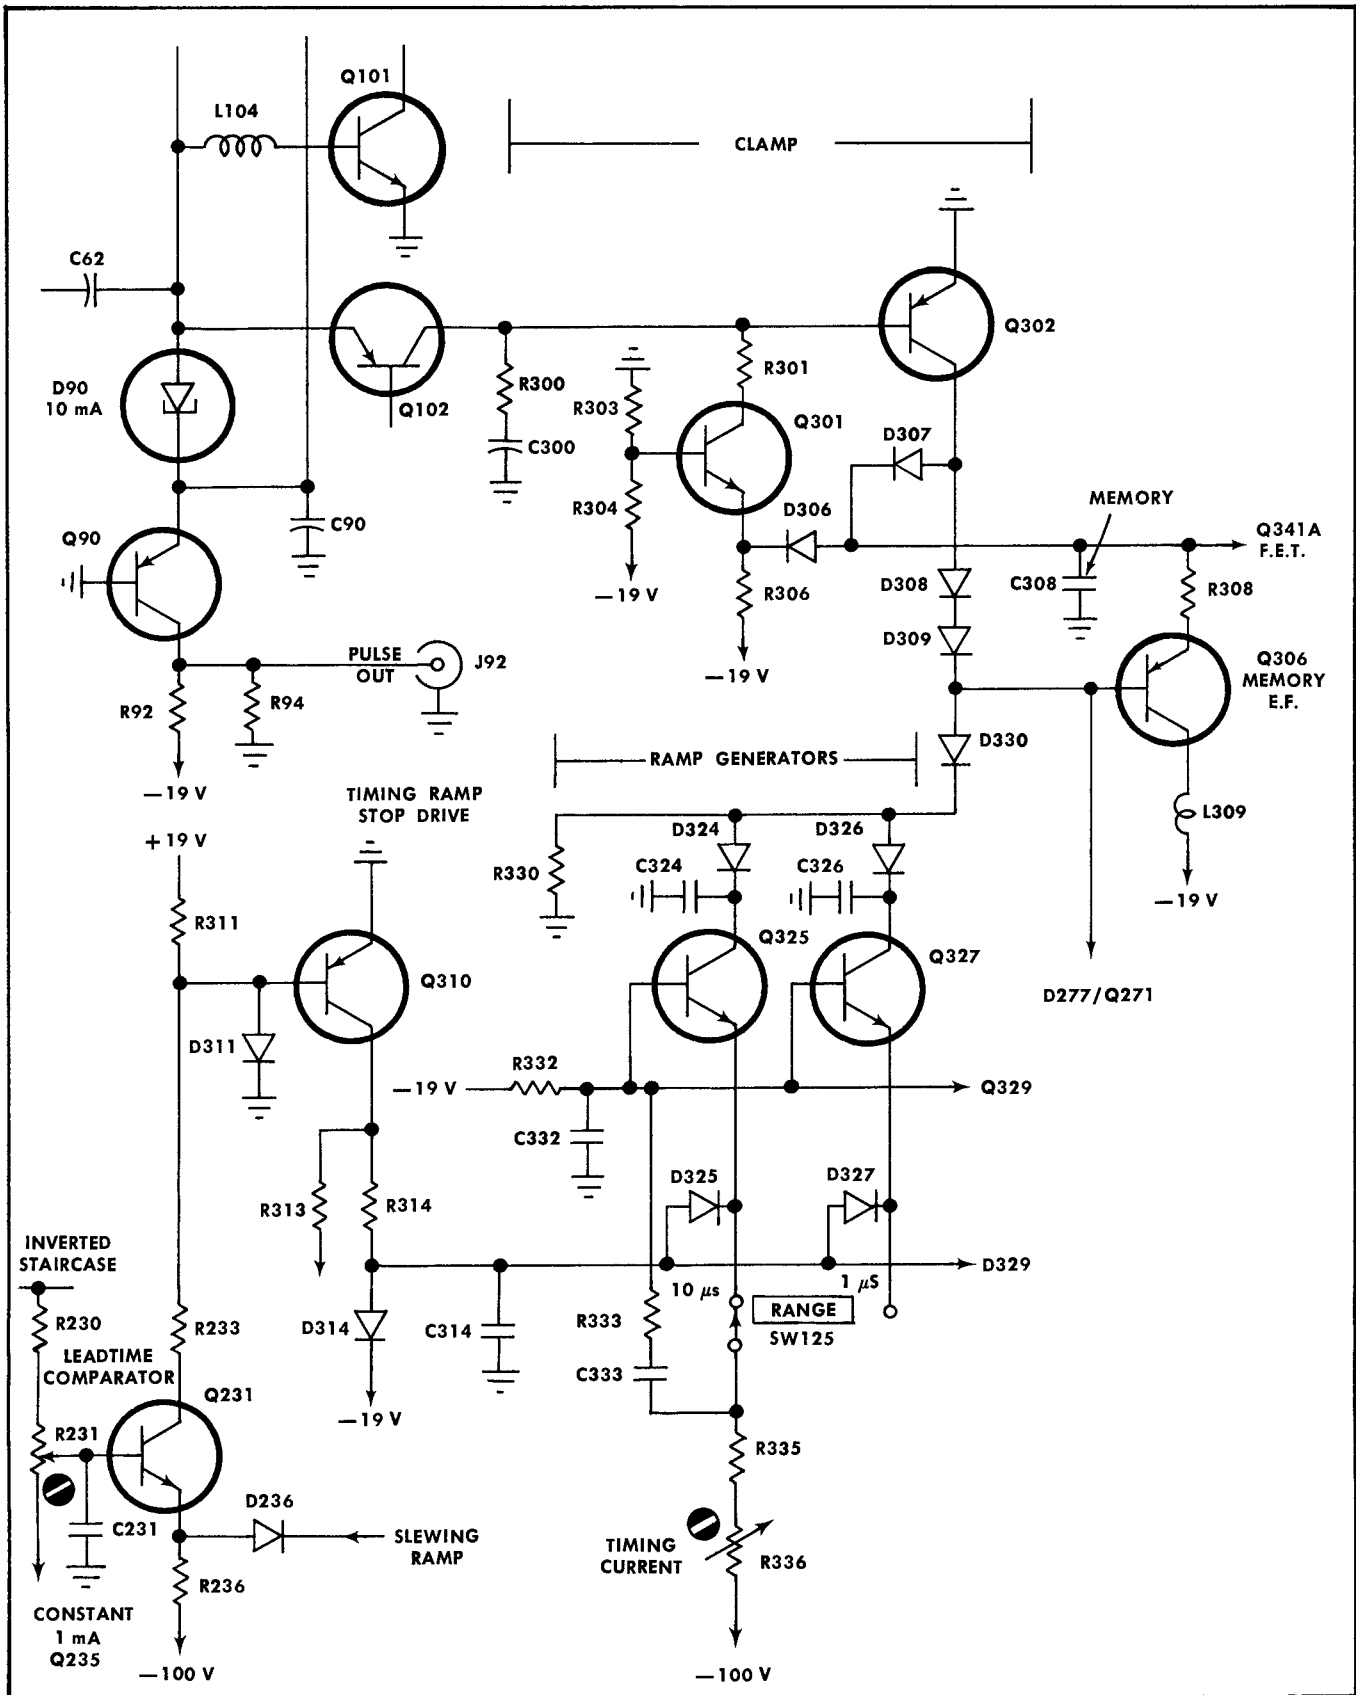 Q101
L104
CLAMP
C62
Q302
D90
10 mA
Q102
R300
C300
R303
R301
Q301
D307
R304
D306
MEMORY
Q341A
F.E.T.
Q90
C90
—19 V
R306
D308
C308
R308
D309
PULSE
OUT
J92
—19 V
Q306
MEMORY
E.F.
R92
R94
D330
RAMP GENERATORS
—19 V
TIMING RAMP
STOP DRIVE
L309
+19 V
D324
D326
R330
C324
C326
—19 V
R311
Q325
Q327
Q310
D277/Q271
D311
R332
—19 V
Q329
C332
D325
D327
R313
R314
INVERTED
STAIRCASE
D329
10 μs
1 μS
RANGE
SW125
R230
R233
D314
C314
R333
LEADTIME
COMPARATOR
C333
Q231
—19 V
R231
R335
D236
C231
SLEWING
RAMP
TIMING
CURRENT
R336
R236
CONSTANT
1 mA
Q235
—100 V
—100 V